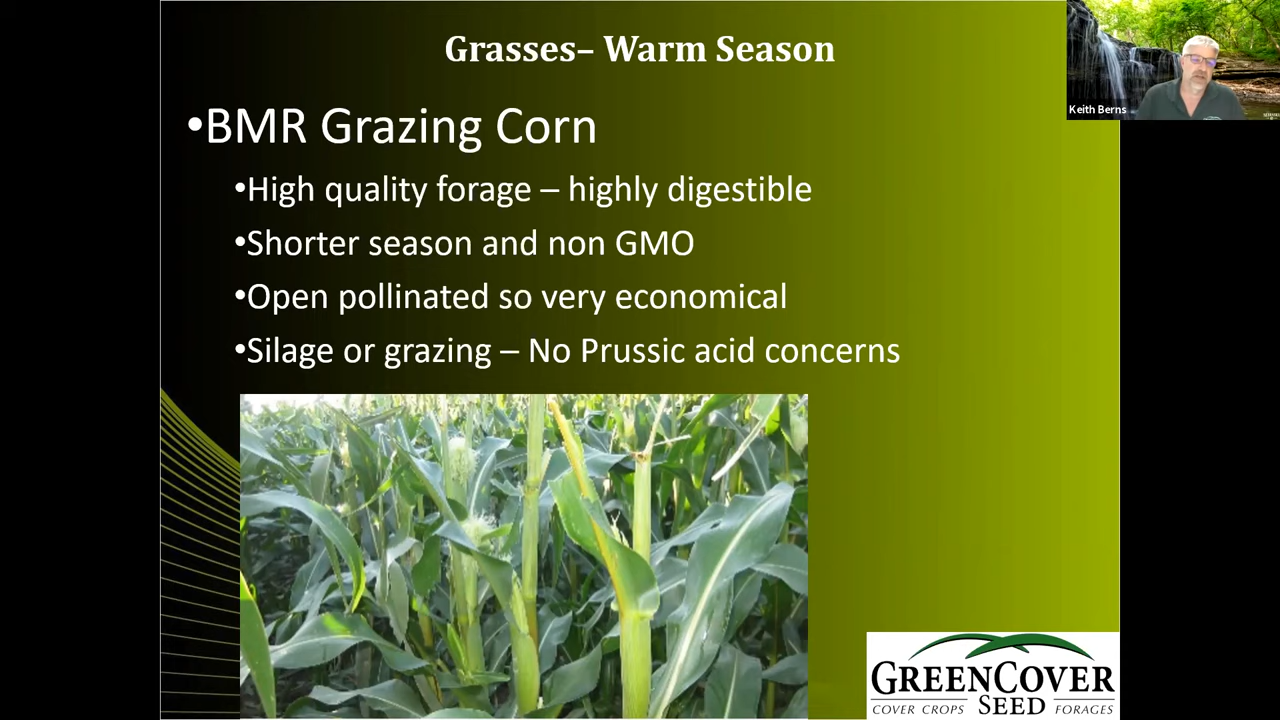 Grasses– Warm Season
Keith Berns
•BMR Grazing Corn
•High quality forage – highly digestible
•Shorter season and non GMO
•Open pollinated so very economical
•Silage or grazing – No Prussic acid concerns
GREENCOVER
COVER CROPS SEED FORAGES